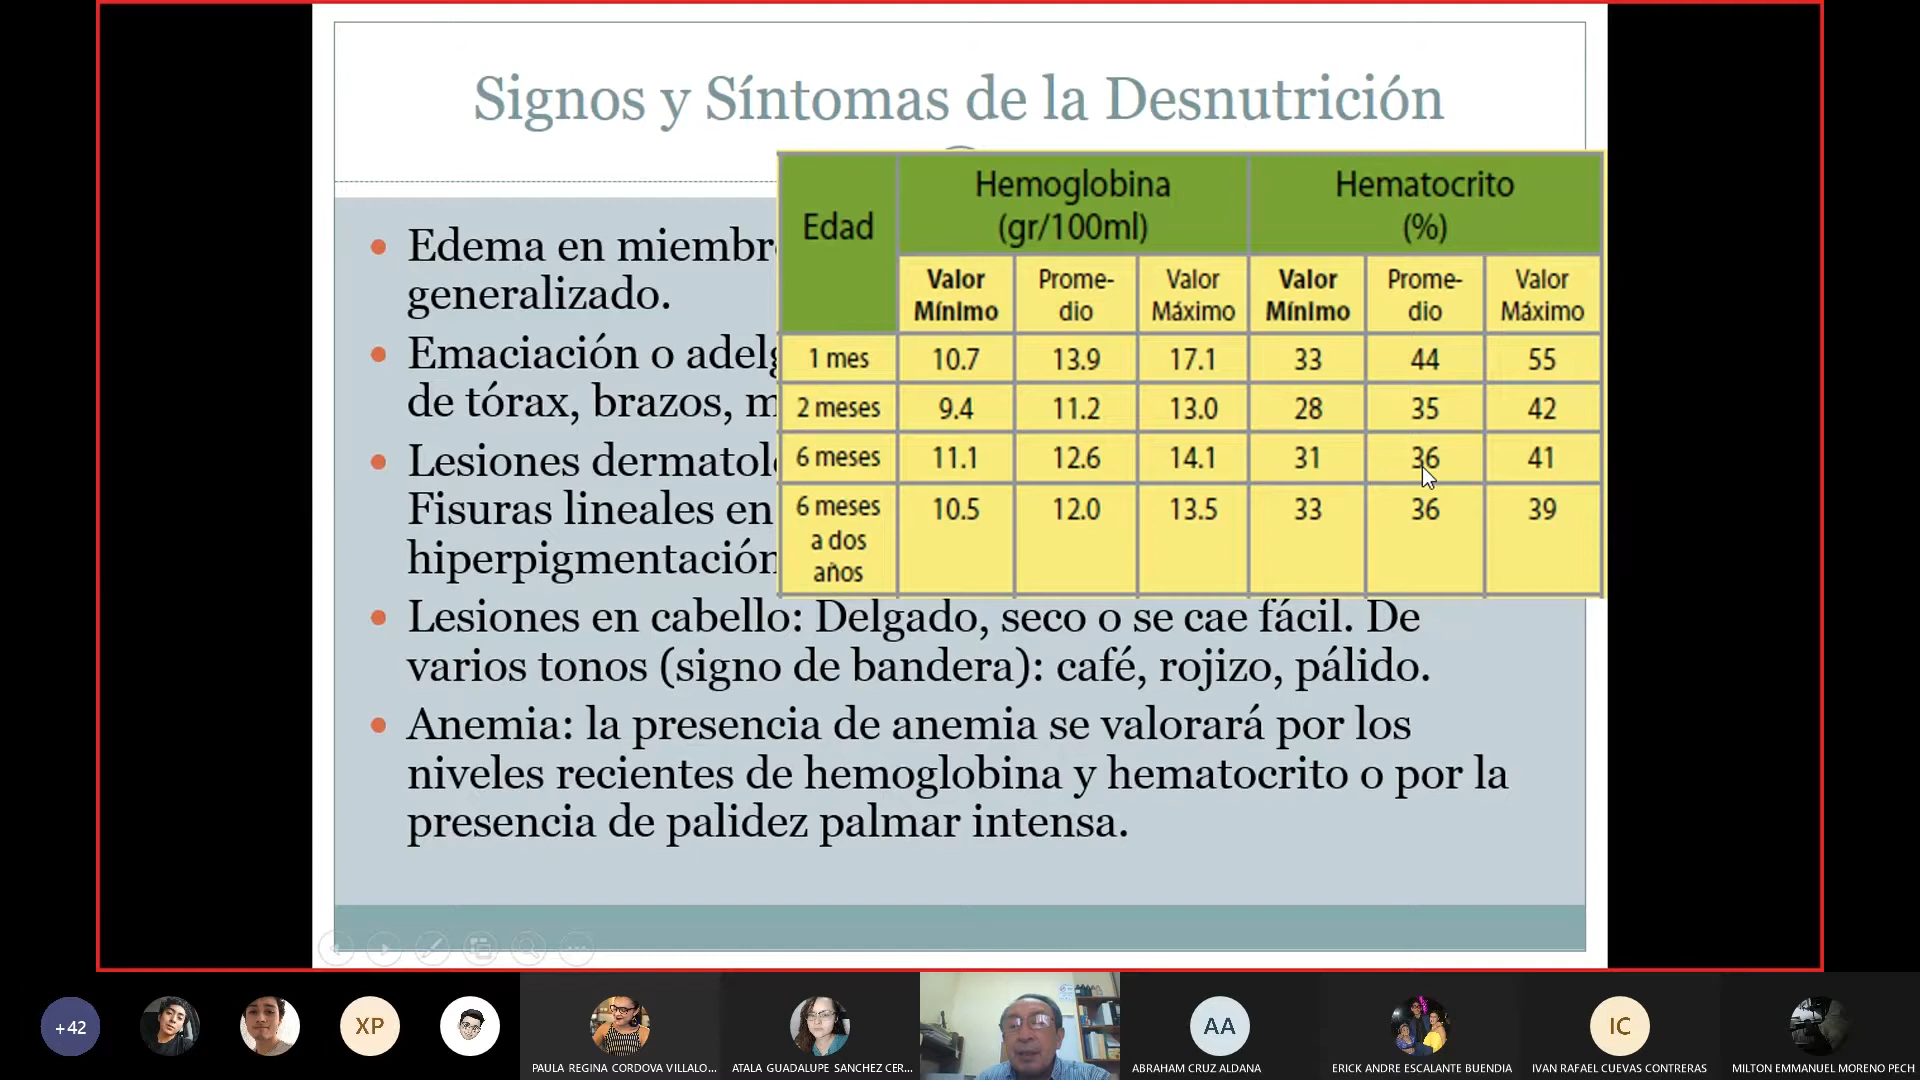 Signos y Síntomas de la Desnutrición
Edema en miembr
generalizado.
Emaciación o adelg
de tórax, brazos, m
Lesiones dermatol
Fisuras lineales en
hiperpigmentación
Lesiones en cabello: Delgado, seco o se cae fácil. De
varios tonos (signo de bandera): café, rojizo, pálido.
Anemia: la presencia de anemia se valorará por los
niveles recientes de hemoglobina y hematocrito o por la
presencia de palidez palmar intensa.
Edad
Hemoglobina
(gr/100ml)
Hematocrito
(%)
Valor
Mínimo
Prome-
dio
Valor
Máximo
Valor
Mínimo
Prome-
dio
Valor
Máximo
1 mes 10.7 13.9 17.1 33 44 55
2 meses 9.4 11.2 13.0 28 35 42
6 meses 11.1 12.6 14.1 31 36 41
6 meses 10.5 12.0 13.5 33 36 39
a dos
años
+42
XP
PAULA REGINA CORDOVA VILLALO...
ATALA GUADALUPE SANCHEZ CER...
AA
ABRAHAM CRUZ ALDANA
ERICK ANDRE ESCALANTE BUENDIA
IC
IVAN RAFAEL CUEVAS CONTRERAS
MILTON EMMANUEL MORENO PECH